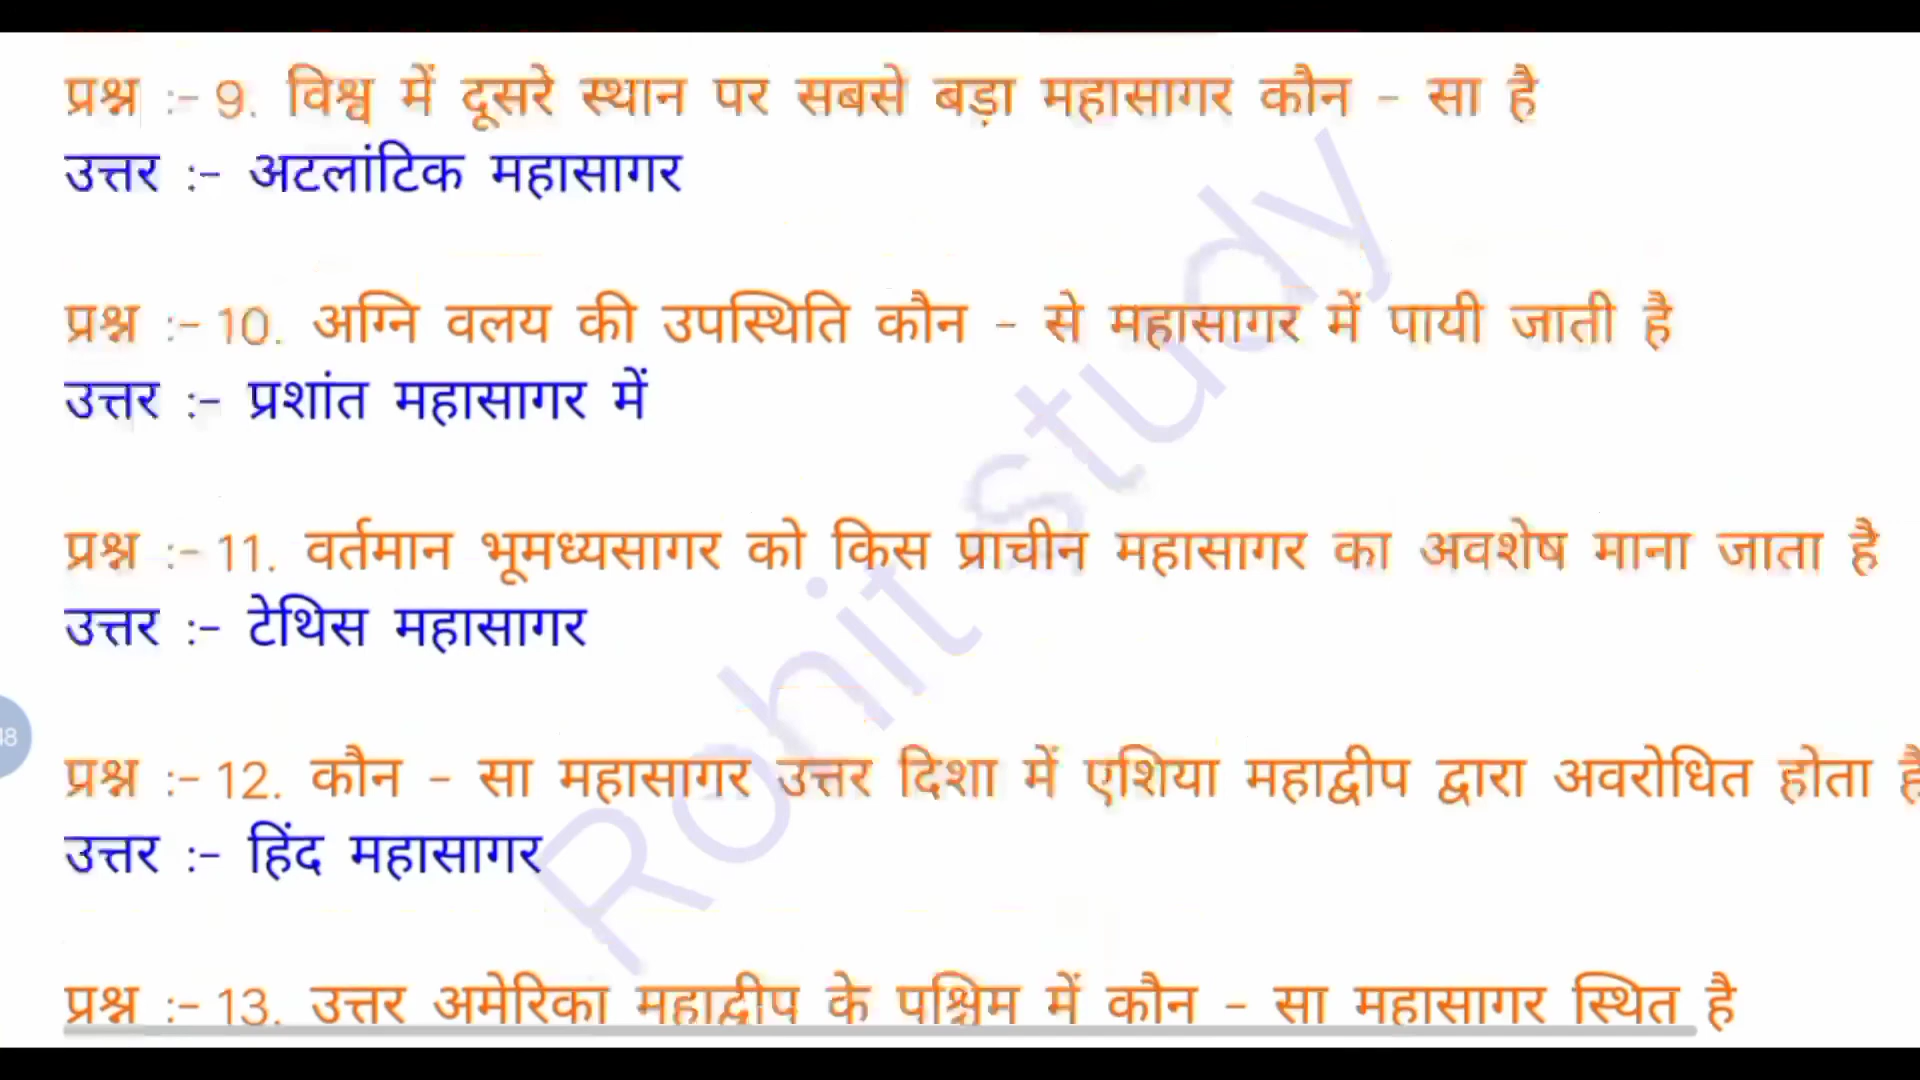 प्रश्न :- 9. विश्व में दूसरे स्थान पर सबसे बड़ा महासागर कौन - सा है
उत्तर :- अटलांटिक महासागर
प्रश्न :- 10. अग्नि वलय की उपस्थिति कौन - से महासागर में पायी जाती है
उत्तर :- प्रशांत महासागर में
प्रश्न :- 11. वर्तमान भूमध्यसागर को किस प्राचीन महासागर का अवशेष माना जाता है
उत्तर :- टेथिस महासागर
48
प्रश्न :- 12. कौन - सा महासागर उत्तर दिशा में एशिया महाद्वीप द्वारा अवरोधित होता है
उत्तर :- हिंद महासागर
प्रश्न :- 13. उत्तर अमेरिका महाद्वीप के पश्चिम में कौन - सा महासागर स्थित है
Rohit study